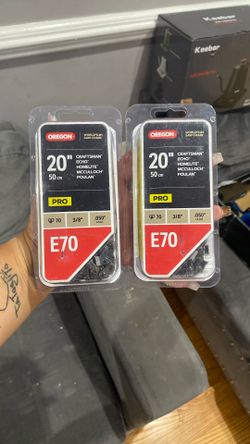 Keebor
OREGON
20"
50 cm
CRAFTSMAN®
ECHO®
HOMELITE®
MCCULLOCH®
POULAN®
PRO
70
3/8"
.050"
E70
OREGON
20"
50 cm
CRAFTSMAN®
ECHO®
HOMELITE®
MCCULLOCH®
POULAN®
PRO
70
3/8"
.050"
E70